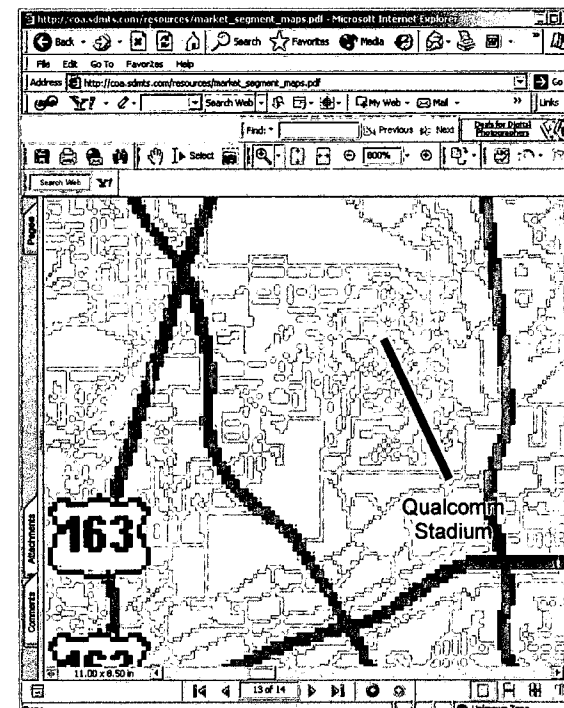 http://coa.sdmts.com/resources/market_segment_maps.pdf - Microsoft Internet Explorer
Back Search Favorites Media
File Edit Go To Favorites Help
Address http://coa.sdmts.com/resources/market_segment_maps.pdf Go
Search Web My Web Mail » Links
Find: Previous Next Deals for Digital Photographers
Select 800%
Search Web Y!
Pages
163
Qualcomm
Stadium
Attachments
Comments
163
11.00 x 8.50 in
13 of 14
Unknown Zone